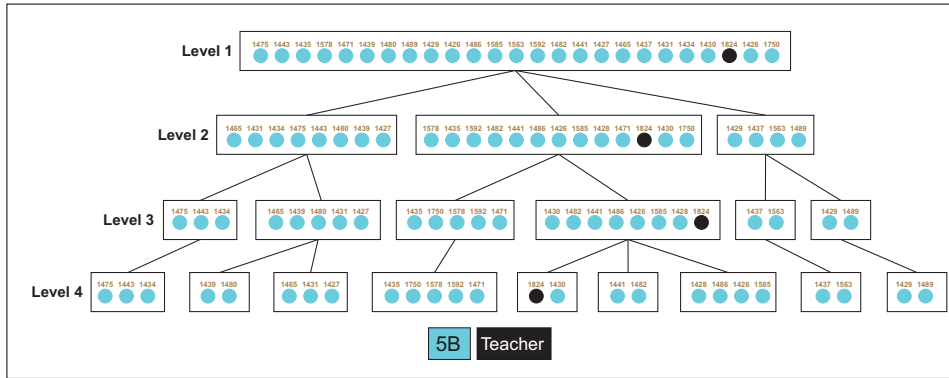 1475 1443 1435 1578 1471 1439 1480 1489 1429 1426 1486 1585 1563 1592 1482 1441 1427 1465 1437 1431 1434 1430 1824 1428 1750
Level 1
1465 1431 1434 1475 1443 1480 1439 1427 1578 1435 1592 1482 1441 1486 1426 1585 1428 1471 1824 1430 1750 1429 1437 1563 1489
Level 2
1475 1443 1434 1465 1439 1480 1431 1427 1435 1750 1578 1592 1471 1430 1482 1441 1486 1426 1585 1428 1824 1437 1563 1429 1489
Level 3
1475 1443 1434 1439 1480 1465 1431 1427 1435 1750 1578 1592 1471 1824 1430 1441 1482 1428 1486 1426 1585 1437 1563 1429 1489
Level 4
5B Teacher